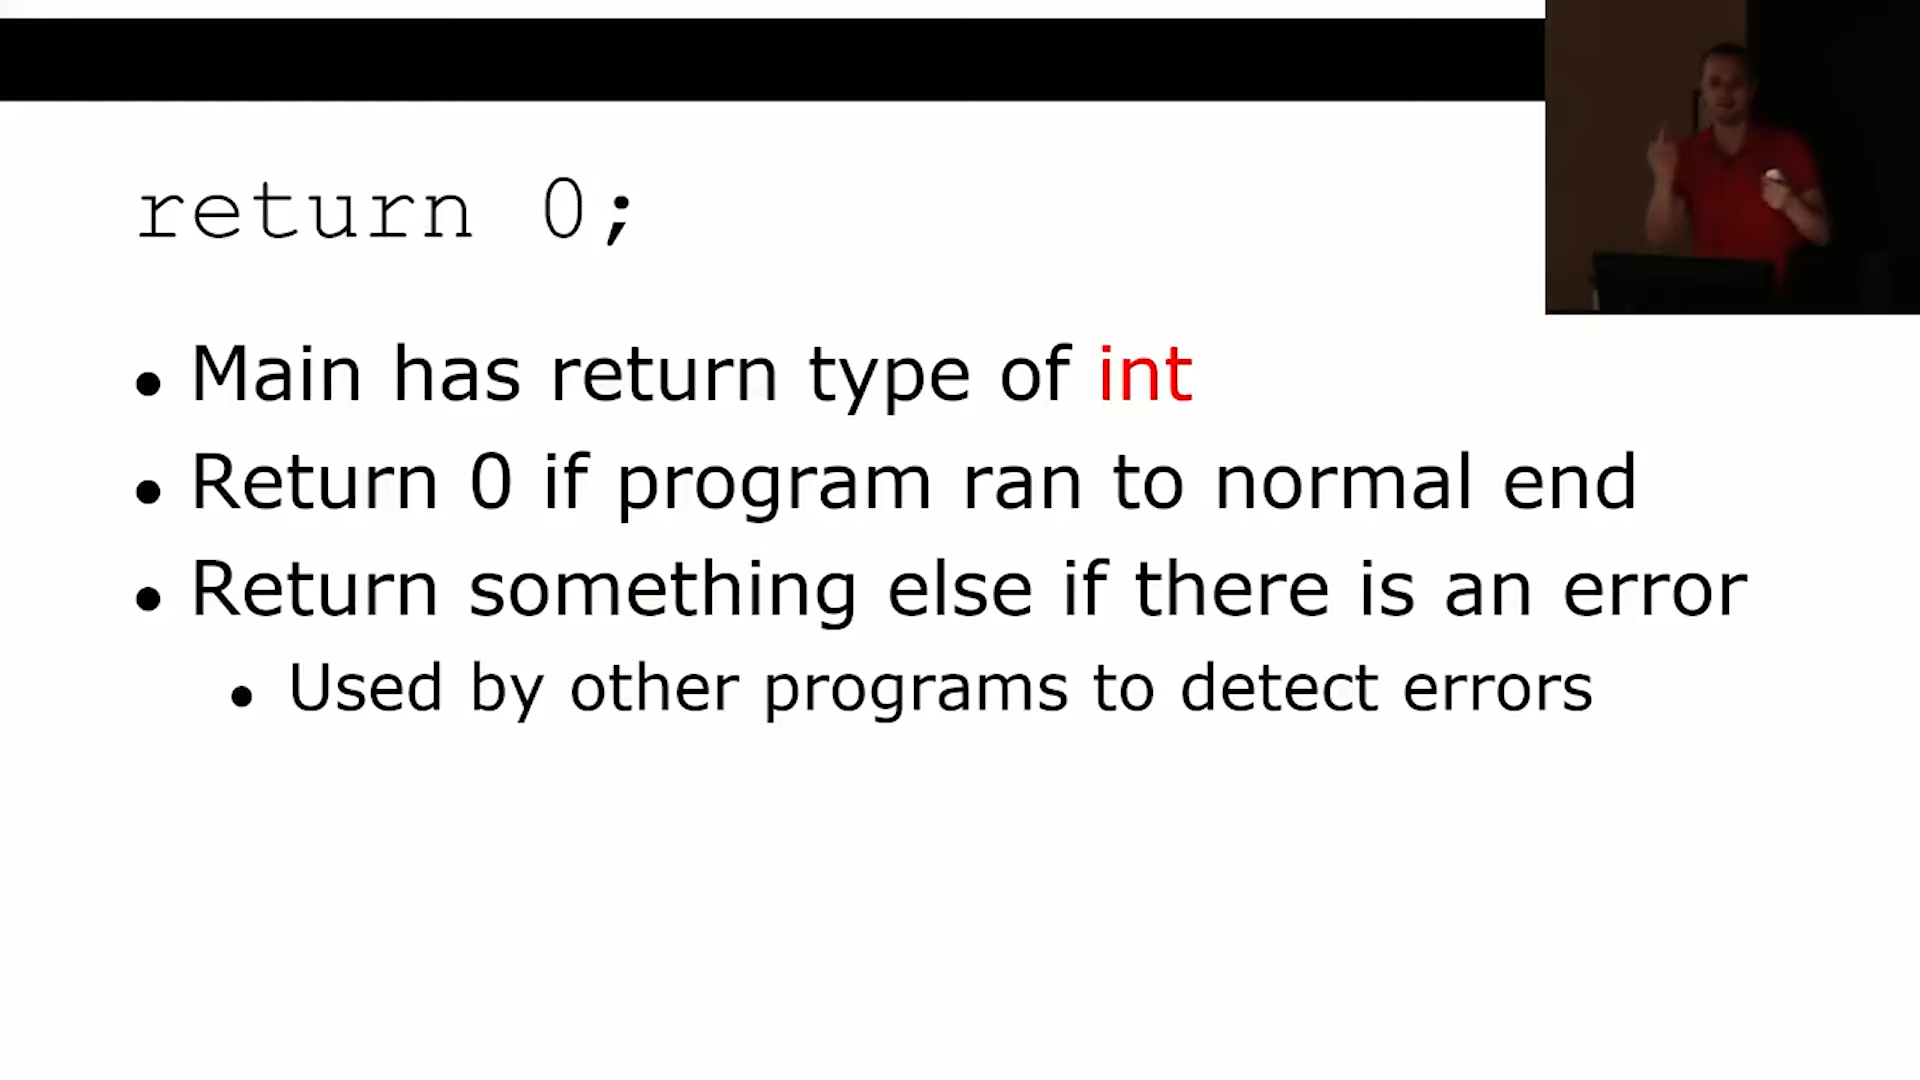 return 0;
• Main has return type of int
• Return 0 if program ran to normal end
• Return something else if there is an error
• Used by other programs to detect errors